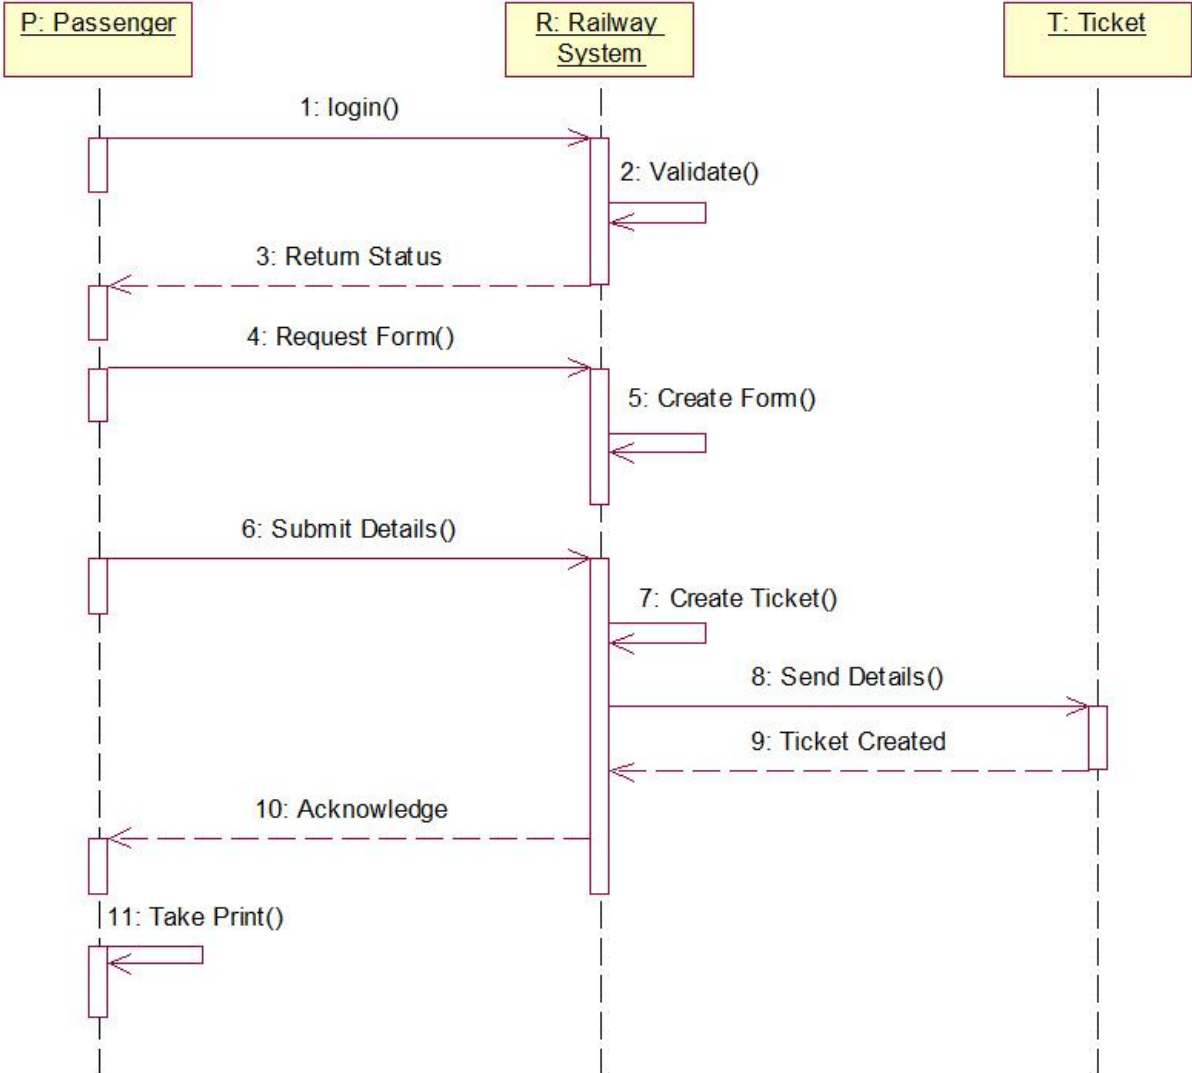 P: Passenger
R: Railway
System
T: Ticket
1: login()
2: Validate()
3: Return Status
4: Request Form()
5: Create Form()
6: Submit Details()
7: Create Ticket()
8: Send Details()
9: Ticket Created
10: Acknowledge
11: Take Print()